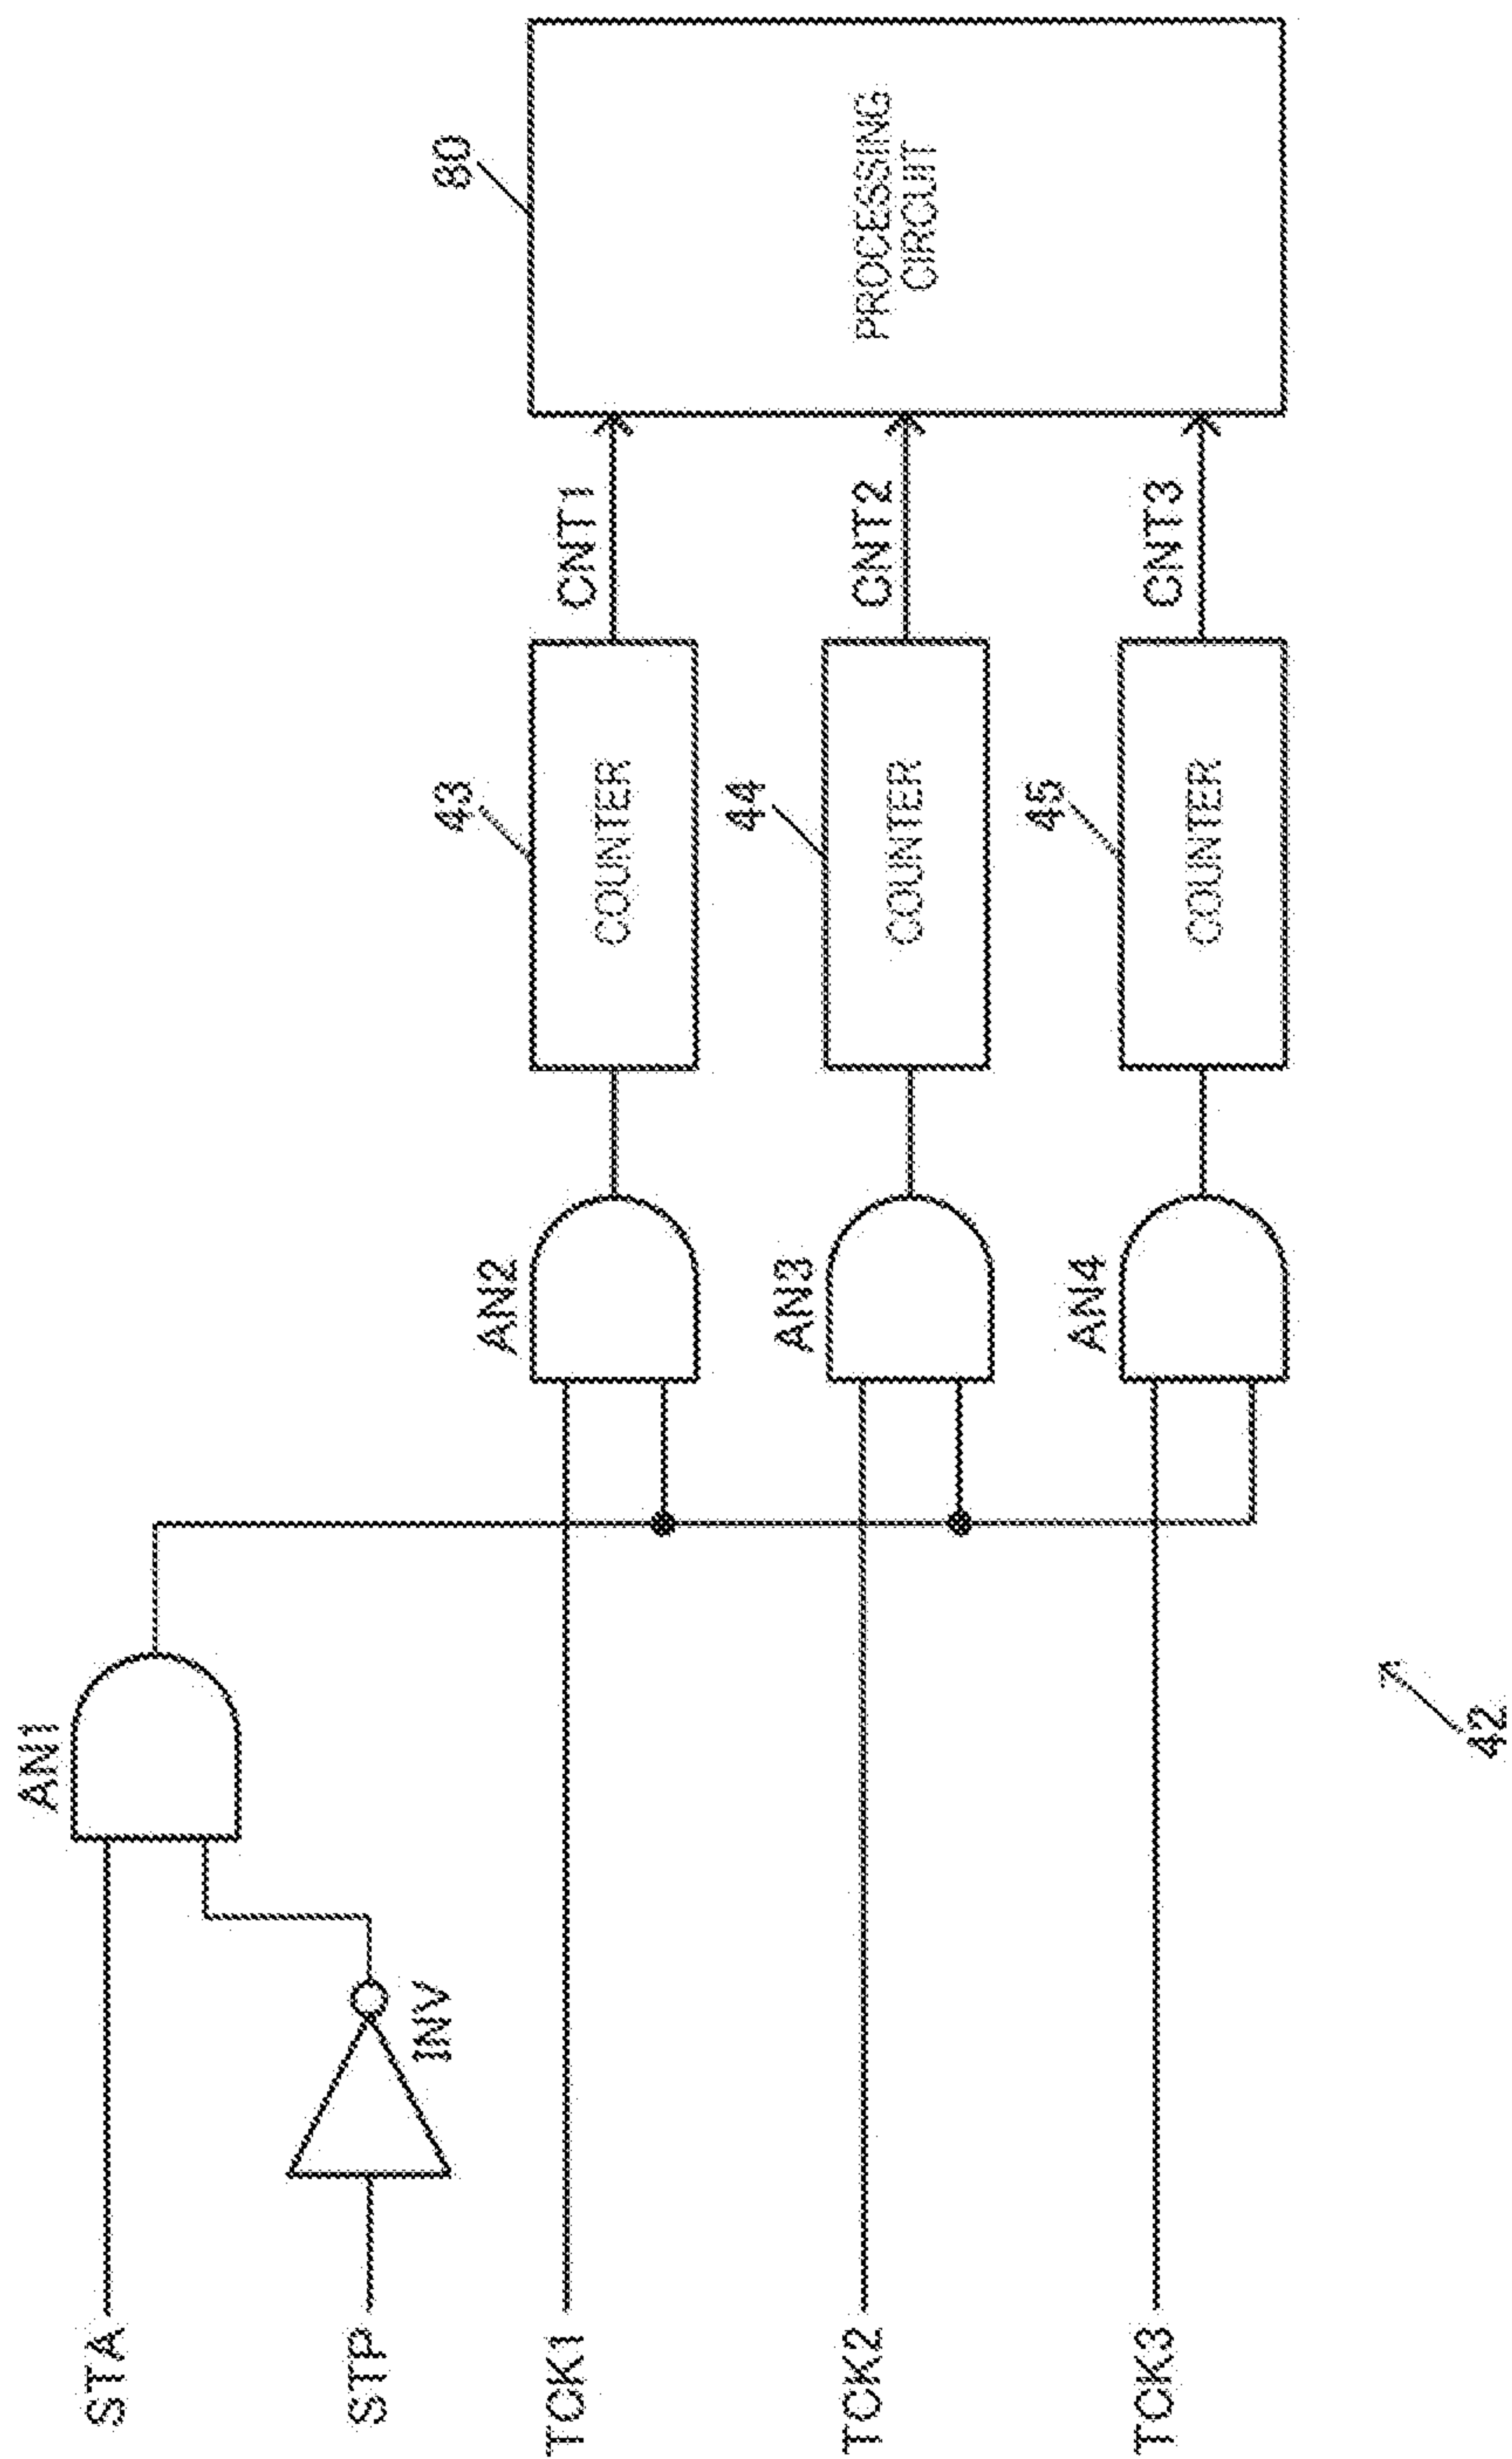 STA
STP
TCK1
TCK2
TCK3
INV
AN1
AN2
AN3
AN4
43
COUNTER
44
COUNTER
45
COUNTER
CNT1
CNT2
CNT3
80
PROCESSING
CIRCUIT
42